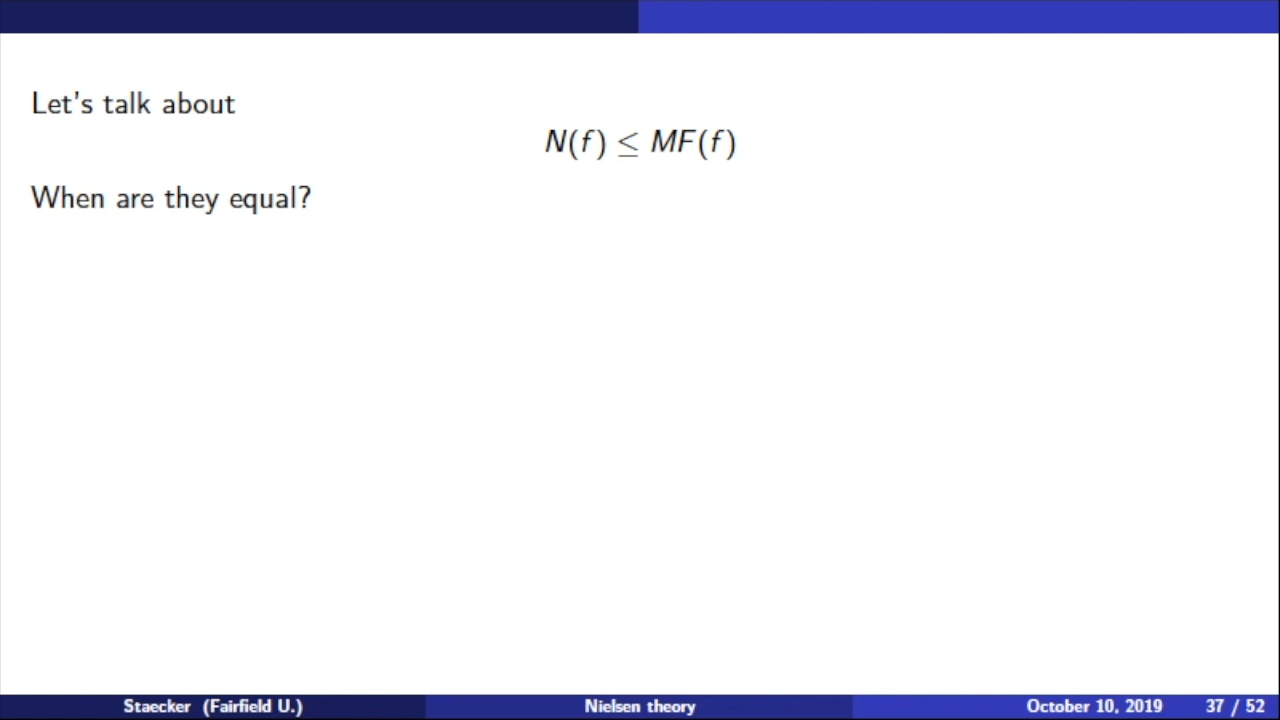 Let's talk about
N(f) ≤ MF(f)
When are they equal?
Staecker (Fairfield U.) Nielsen theory October 10, 2019 37 / 52